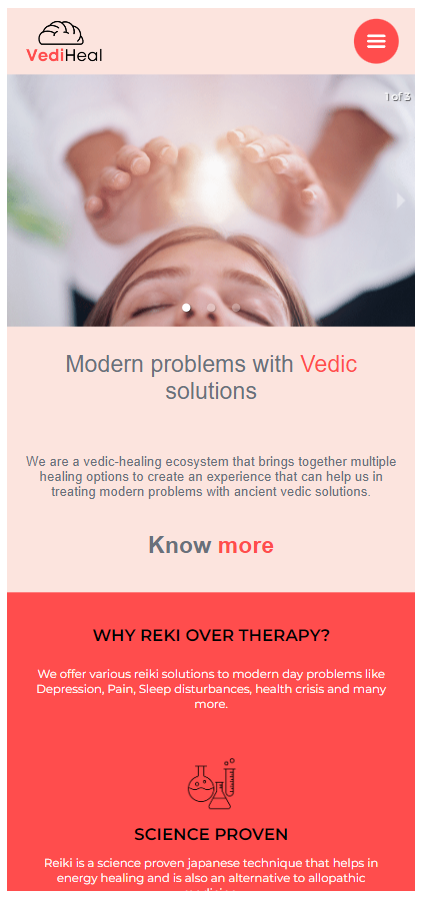 VediHeal
1 of 3
Modern problems with Vedic
solutions
We are a vedic-healing ecosystem that brings together multiple
healing options to create an experience that can help us in
treating modern problems with ancient vedic solutions.
Know more
WHY REKI OVER THERAPY?
We offer various reiki solutions to modern day problems like
Depression, Pain, Sleep disturbances, health crisis and many
more.
SCIENCE PROVEN
Reiki is a science proven japanese technique that helps in
energy healing and is also an alternative to allopathic